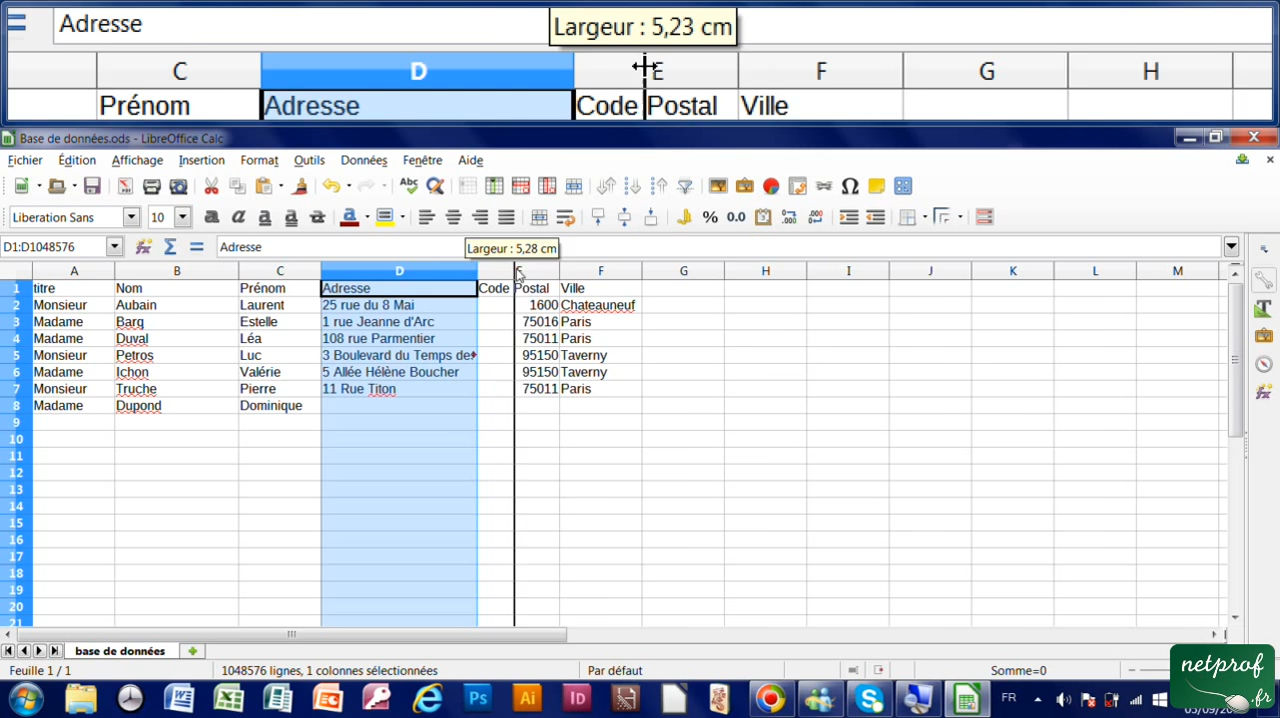 Adresse
Largeur : 5,23 cm
C D E F G H
Prénom Adresse Code Postal Ville
Base de données.ods - LibreOffice Calc
Fichier Édition Affichage Insertion Format Outils Données Fenêtre Aide
Liberation Sans 10
D1:D1048576 Adresse
Largeur : 5,28 cm
A B C D F G H I J K L M
1 titre Nom Prénom Adresse Code Postal Ville
2 Monsieur Aubain Laurent 25 rue du 8 Mai 1600 Chateauneuf
3 Madame Barg Estelle 1 rue Jeanne d'Arc 75016 Paris
4 Madame Duval Léa 108 rue Parmentier 75011 Paris
5 Monsieur Petros Luc 3 Boulevard du Temps des 95150 Taverny
6 Madame Ichon Valérie 5 Allée Hélène Boucher 95150 Taverny
7 Monsieur Truche Pierre 11 Rue Titon 75011 Paris
8 Madame Dupond Dominique
9
10
11
12
13
14
15
16
17
18
19
20
21
base de données
Feuille 1 / 1 1048576 lignes, 1 colonnes sélectionnées Par défaut Somme=0
FR
netprof
.fr